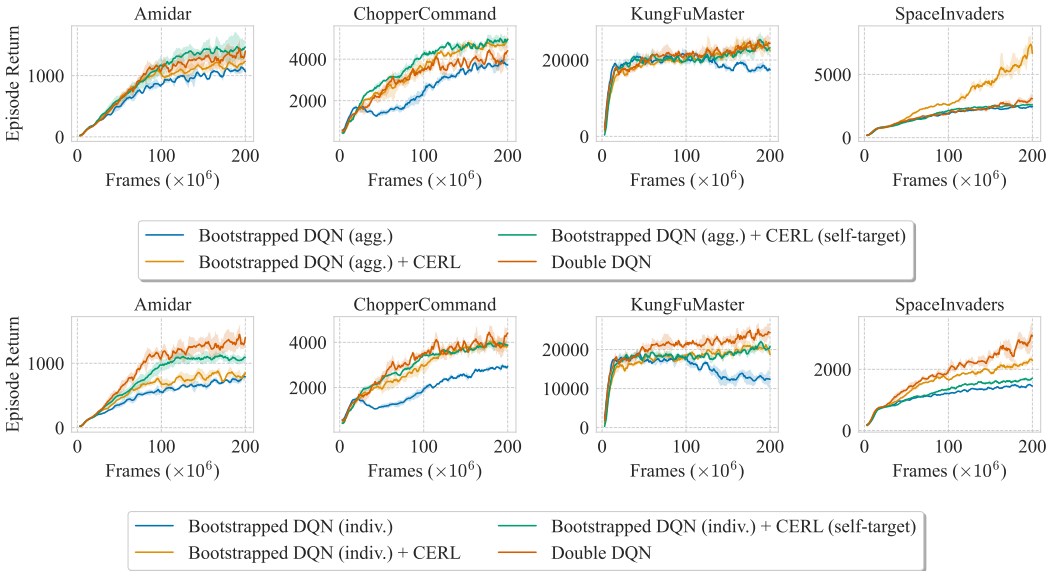 Amidar ChopperCommand KungFuMaster SpaceInvaders
Episode Return
1000
0
4000
2000
20000
0
5000
0
0 100 200 0 100 200 0 100 200 0 100 200
Frames (×10⁶) Frames (×10⁶) Frames (×10⁶) Frames (×10⁶)
Bootstrapped DQN (agg.) Bootstrapped DQN (agg.) + CERL (self-target)
Bootstrapped DQN (agg.) + CERL Double DQN
Amidar ChopperCommand KungFuMaster SpaceInvaders
Episode Return
1000
0
4000
2000
20000
10000
0
2000
0
0 100 200 0 100 200 0 100 200 0 100 200
Frames (×10⁶) Frames (×10⁶) Frames (×10⁶) Frames (×10⁶)
Bootstrapped DQN (indiv.) Bootstrapped DQN (indiv.) + CERL (self-target)
Bootstrapped DQN (indiv.) + CERL Double DQN